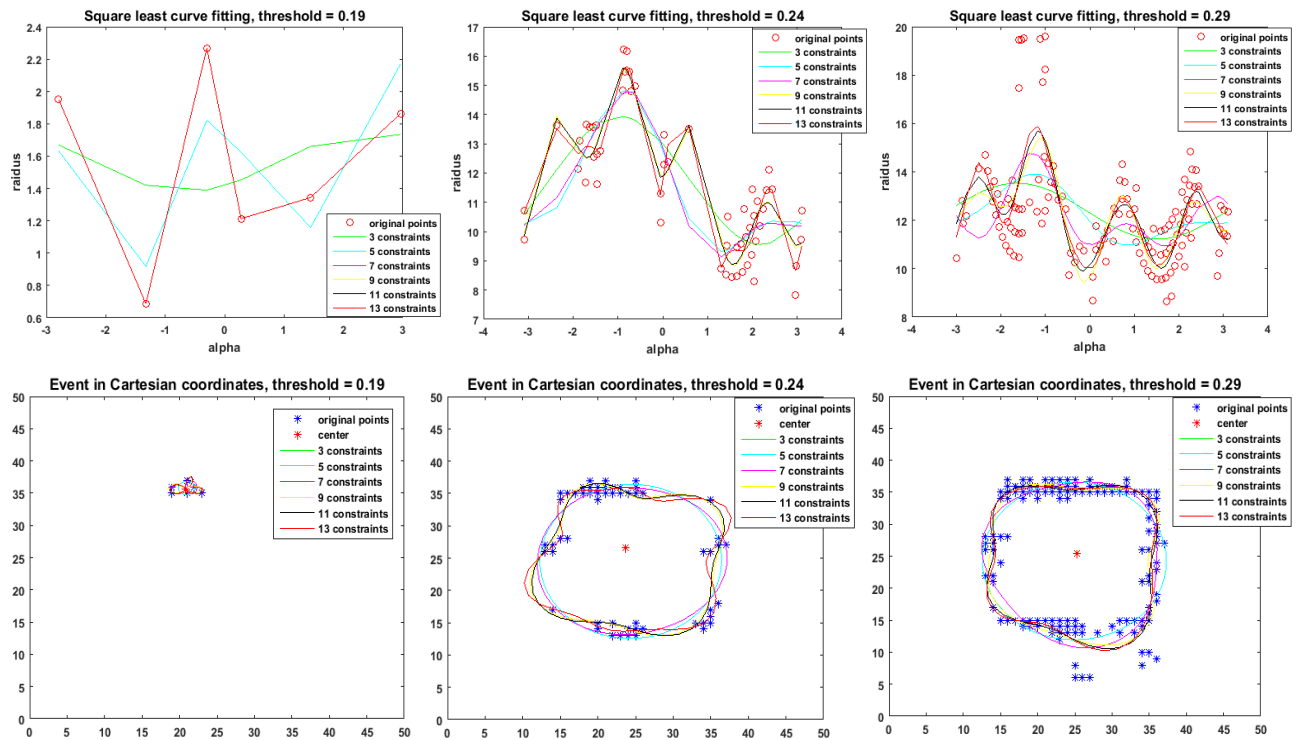 Square least curve fitting, threshold = 0.19
2.4
2.2
2
1.8
1.6
1.4
1.2
1
0.8
0.6
raidus
-3 -2 -1 0 1 2 3
alpha
original points
3 constraints
5 constraints
7 constraints
9 constraints
11 constraints
13 constraints
Square least curve fitting, threshold = 0.24
17
16
15
14
13
12
11
10
9
8
7
raidus
-4 -3 -2 -1 0 1 2 3 4
alpha
original points
3 constraints
5 constraints
7 constraints
9 constraints
11 constraints
13 constraints
Square least curve fitting, threshold = 0.29
20
18
16
14
12
10
8
raidus
-4 -3 -2 -1 0 1 2 3 4
alpha
original points
3 constraints
5 constraints
7 constraints
9 constraints
11 constraints
13 constraints
Event in Cartesian coordinates, threshold = 0.19
50
45
40
35
30
25
20
15
10
5
0
0 5 10 15 20 25 30 35 40 45 50
original points
center
3 constraints
5 constraints
7 constraints
9 constraints
11 constraints
13 constraints
Event in Cartesian coordinates, threshold = 0.24
50
45
40
35
30
25
20
15
10
5
0
0 5 10 15 20 25 30 35 40 45 50
original points
center
3 constraints
5 constraints
7 constraints
9 constraints
11 constraints
13 constraints
Event in Cartesian coordinates, threshold = 0.29
50
45
40
35
30
25
20
15
10
5
0
0 5 10 15 20 25 30 35 40 45 50
original points
center
3 constraints
5 constraints
7 constraints
9 constraints
11 constraints
13 constraints